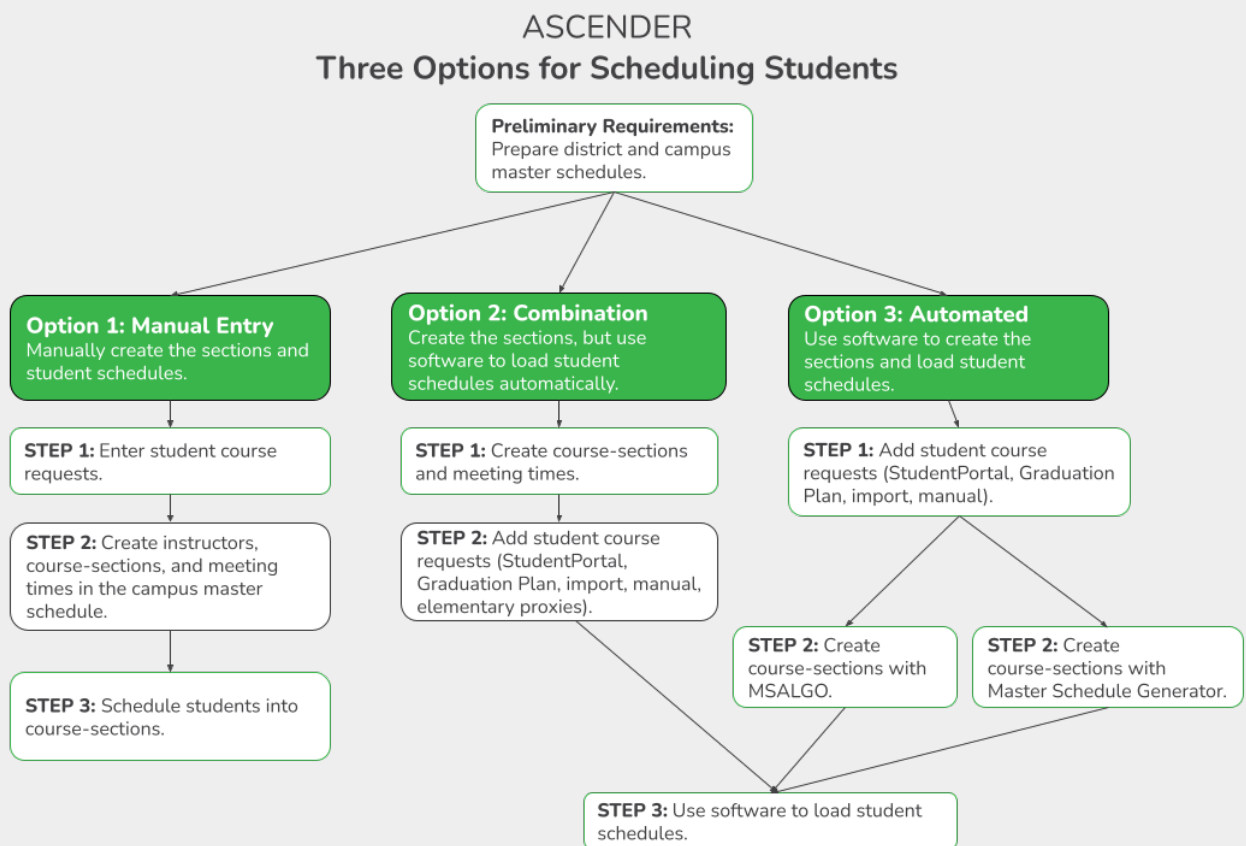 ASCENDER
Three Options for Scheduling Students
Preliminary Requirements:
Prepare district and campus
master schedules.
Option 1: Manual Entry
Manually create the sections and
student schedules.
Option 2: Combination
Create the sections, but use
software to load student
schedules automatically.
Option 3: Automated
Use software to create the
sections and load student
schedules.
STEP 1: Enter student course
requests.
STEP 1: Create course-sections
and meeting times.
STEP 1: Add student course
requests (StudentPortal, Graduation
Plan, import, manual).
STEP 2: Create instructors,
course-sections, and meeting
times in the campus master
schedule.
STEP 2: Add student course
requests (StudentPortal,
Graduation Plan, import, manual,
elementary proxies).
STEP 2: Create
course-sections with
MSALGO.
STEP 2: Create
course-sections with
Master Schedule Generator.
STEP 3: Schedule students into
course-sections.
STEP 3: Use software to load student
schedules.